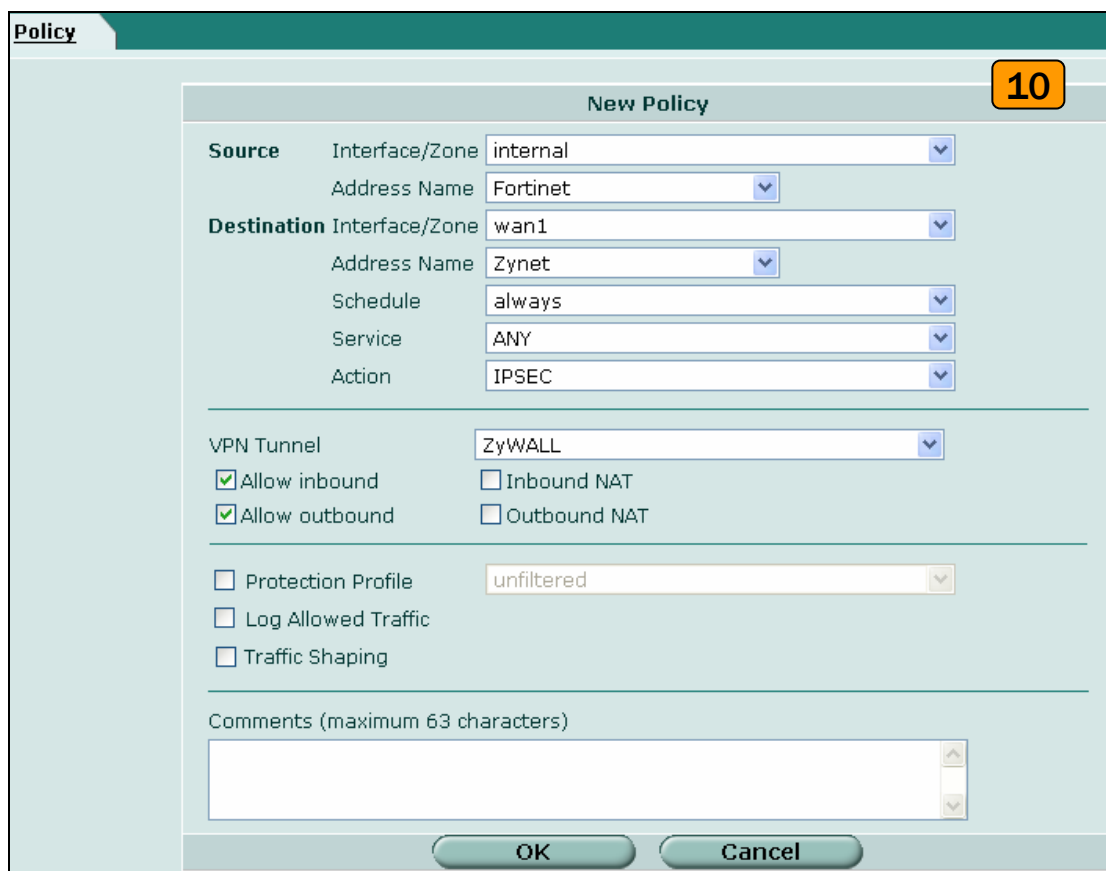 Policy
10
New Policy
Source Interface/Zone internal
Address Name Fortinet
Destination Interface/Zone wan1
Address Name Zynet
Schedule always
Service ANY
Action IPSEC
VPN Tunnel ZyWALL
Allow inbound Inbound NAT
Allow outbound Outbound NAT
Protection Profile unfiltered
Log Allowed Traffic
Traffic Shaping
Comments (maximum 63 characters)
OK Cancel